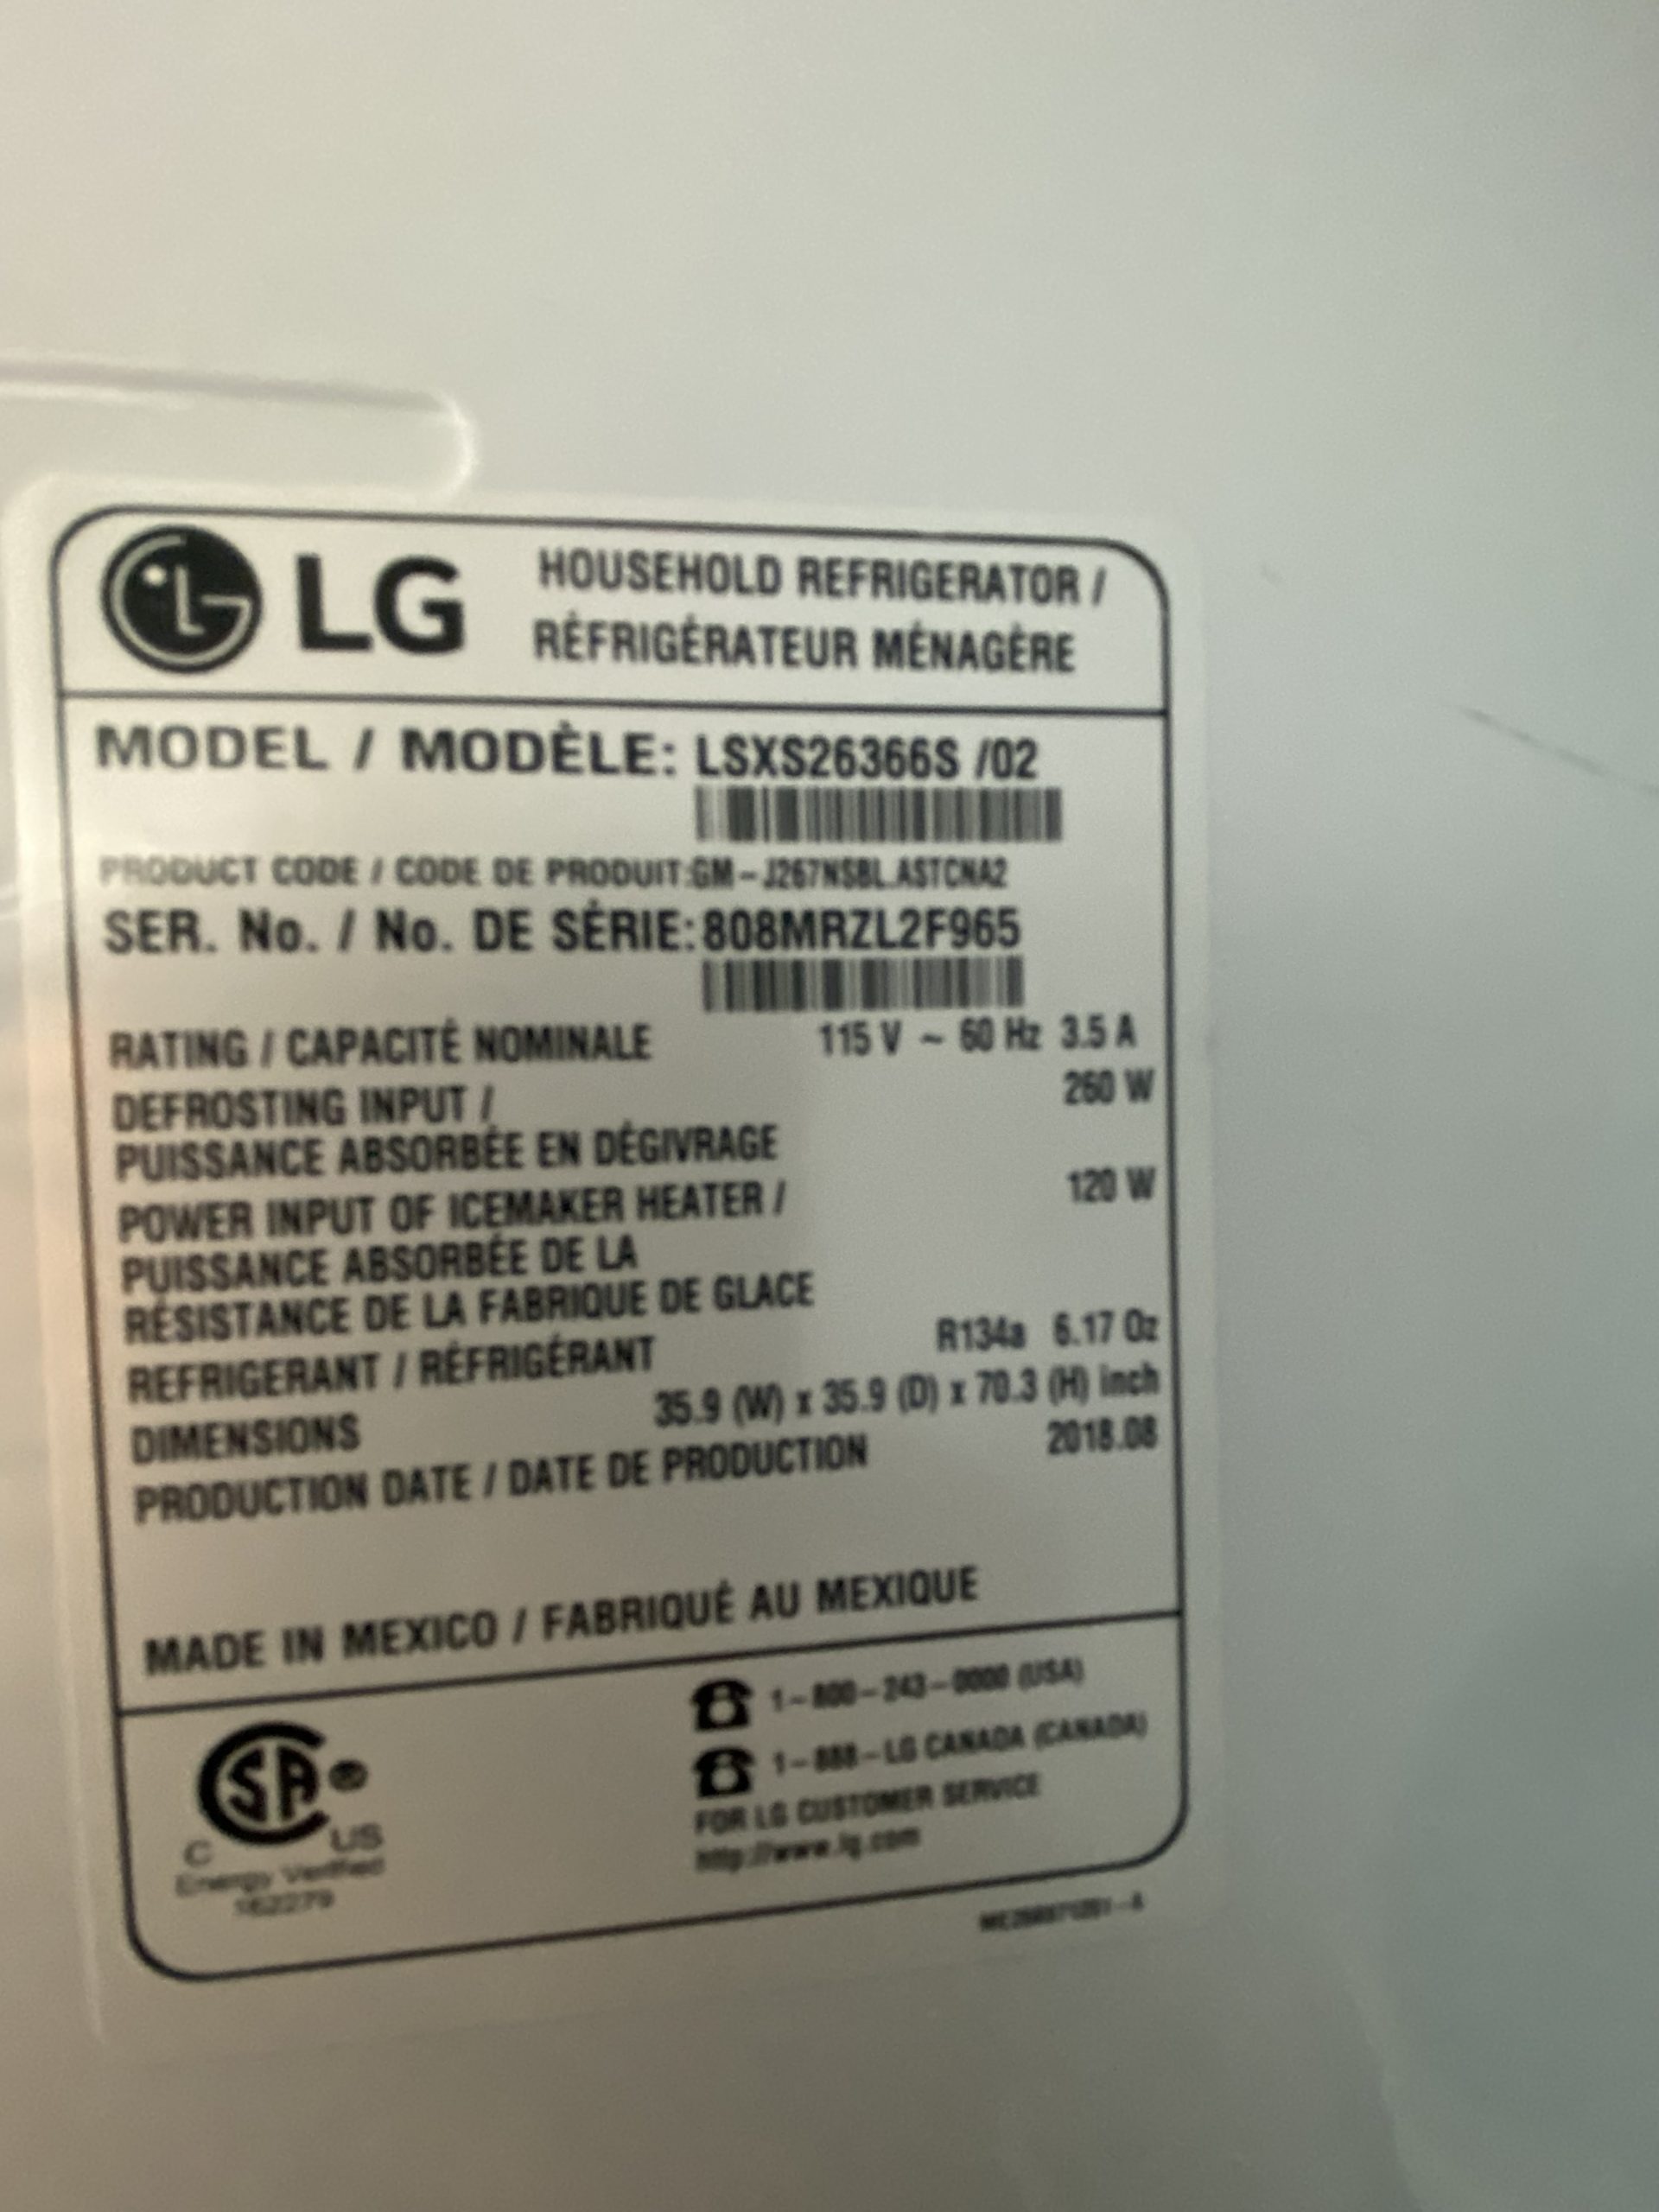 LG HOUSEHOLD REFRIGERATOR /
RÉFRIGÉRATEUR MÉNAGÈRE
MODEL / MODÈLE: LSXS26366S /02
PRODUCT CODE / CODE DE PRODUIT:GM-J267NSBL.ASTCNA2
SER. No. / No. DE SÉRIE:808MRZL2F965
RATING / CAPACITÉ NOMINALE 115 V ~ 60 Hz 3.5 A
DEFROSTING INPUT / 260 W
PUISSANCE ABSORBÉE EN DÉGIVRAGE
POWER INPUT OF ICEMAKER HEATER / 120 W
PUISSANCE ABSORBÉE DE LA
RÉSISTANCE DE LA FABRIQUE DE GLACE
REFRIGERANT / RÉFRIGÉRANT R134a 6.17 Oz
DIMENSIONS 35.9 (W) x 35.9 (D) x 70.3 (H) inch
PRODUCTION DATE / DATE DE PRODUCTION 2018.08
MADE IN MEXICO / FABRIQUÉ AU MEXIQUE
1-800-243-0000 (USA)
1-888-LG CANADA (CANADA)
FOR LG CUSTOMER SERVICE
http://www.lg.com
CSA ®
C US
Energy Verified
162279